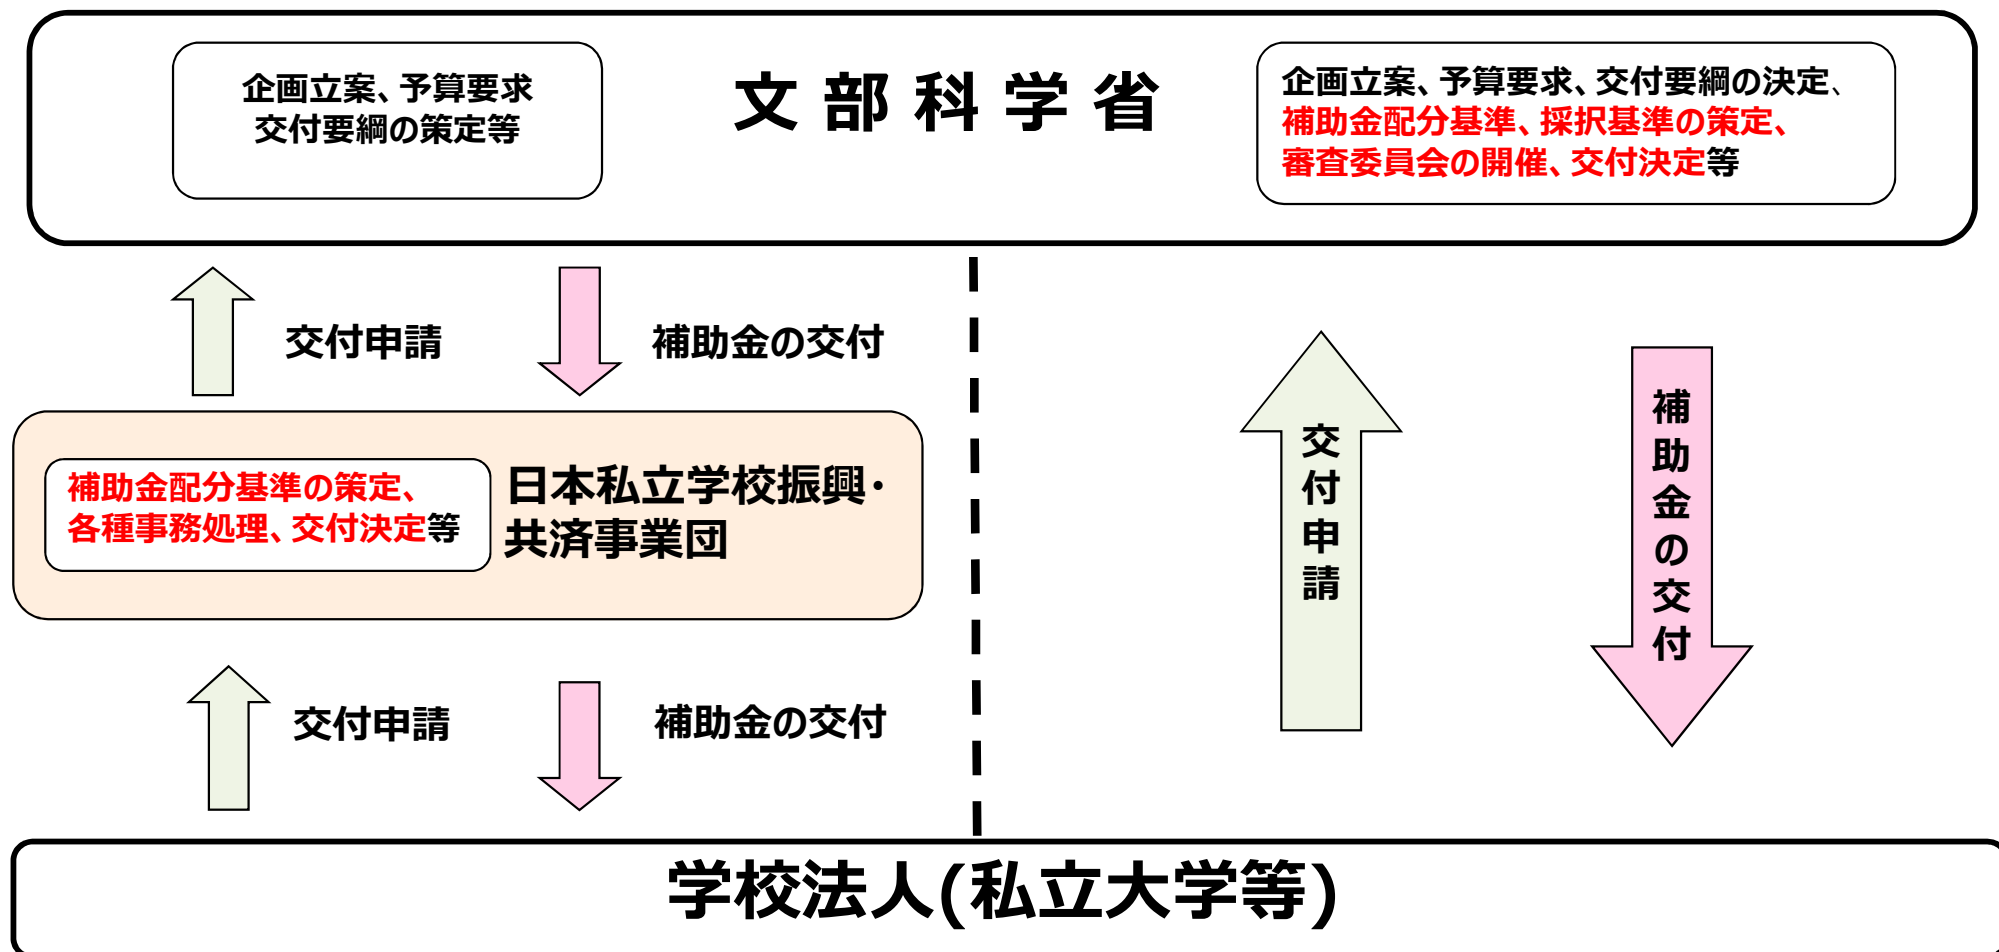 文部科学省
企画立案、予算要求
交付要綱の策定等
企画立案、予算要求、交付要綱の決定、
補助金配分基準、採択基準の策定、
審査委員会の開催、交付決定等
交付申請
補助金の交付
補助金配分基準の策定、
各種事務処理、交付決定等
日本私立学校振興・
共済事業団
交付申請
補助金の交付
交付申請
補助金の交付
学校法人(私立大学等)